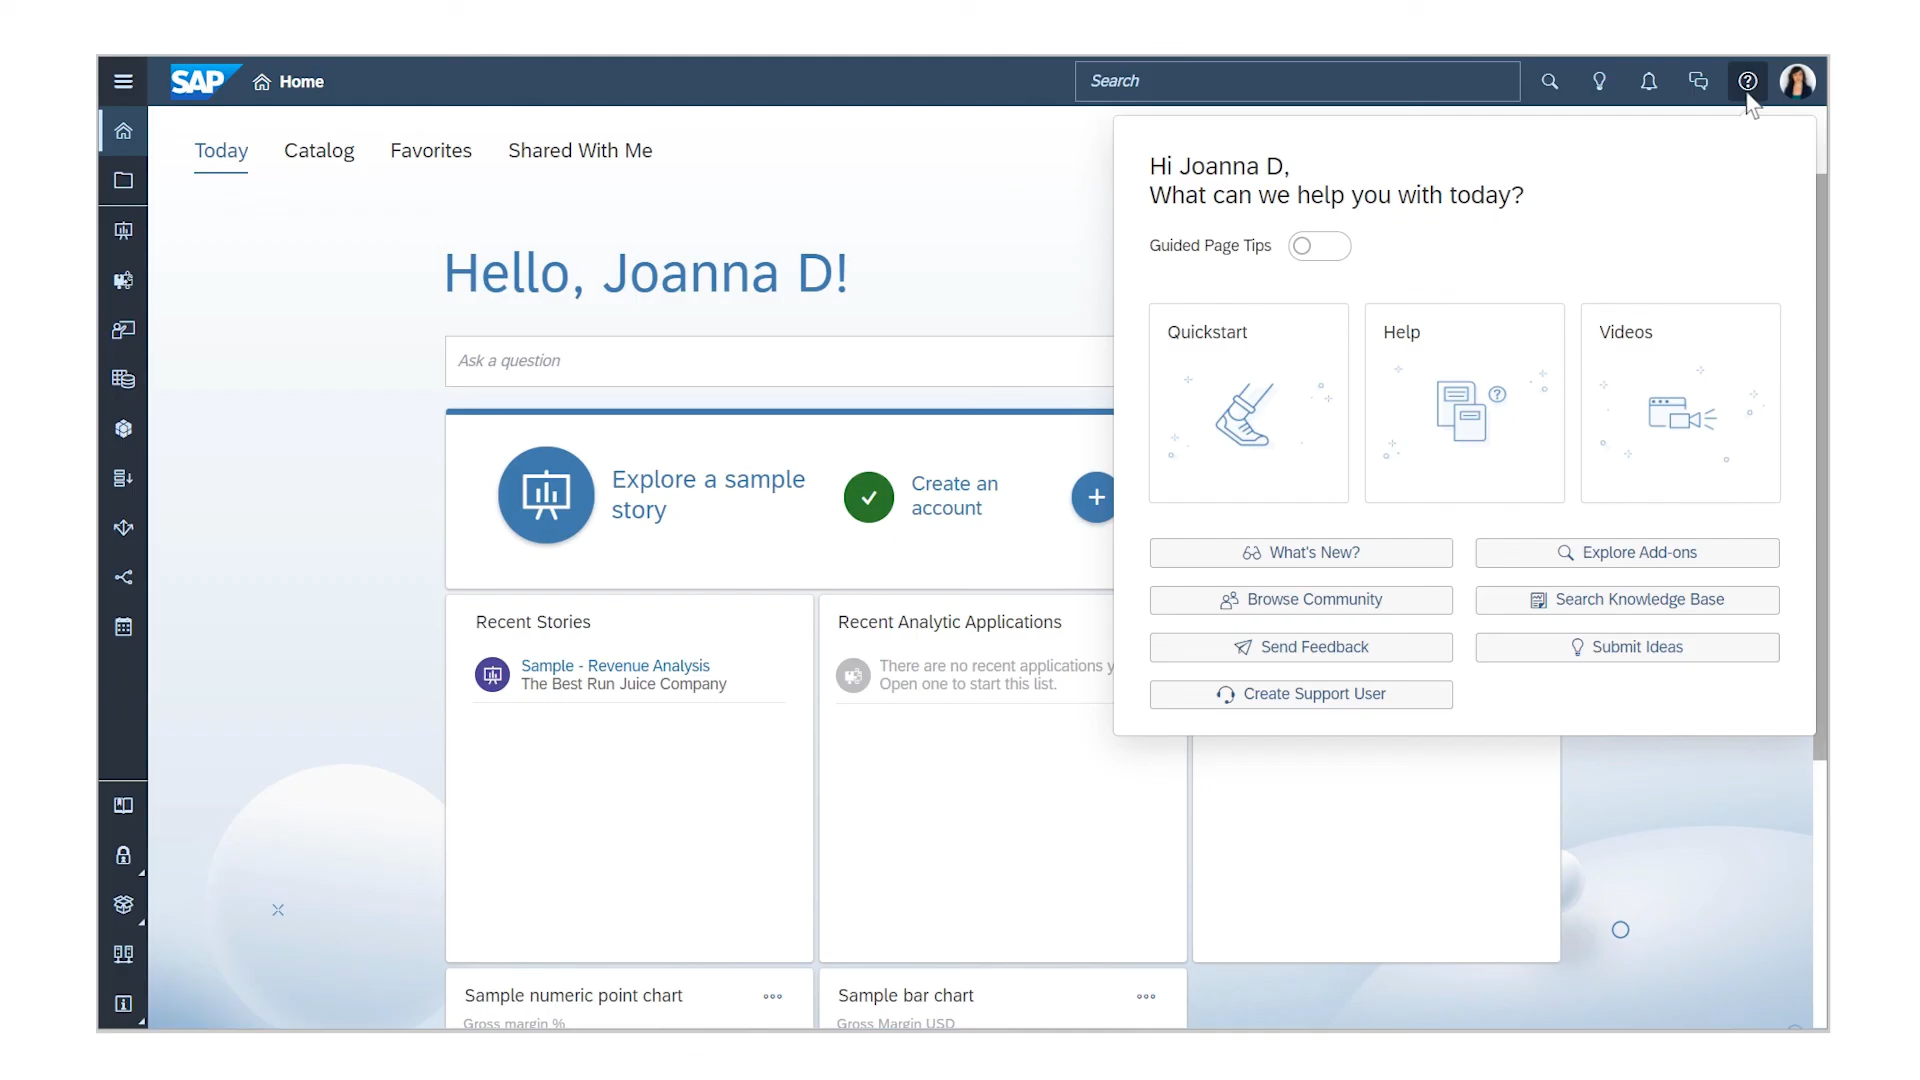 SAP
Home
Search
Today
Catalog
Favorites
Shared With Me
Hello, Joanna D!
Ask a question
Explore a sample
story
Create an
account
Recent Stories
Sample - Revenue Analysis
The Best Run Juice Company
Recent Analytic Applications
There are no recent applications
Open one to start this list.
Sample numeric point chart
Gross margin %
Sample bar chart
Gross Margin USD
Hi Joanna D,
What can we help you with today?
Guided Page Tips
Quickstart
Help
Videos
What's New?
Explore Add-ons
Browse Community
Search Knowledge Base
Send Feedback
Submit Ideas
Create Support User